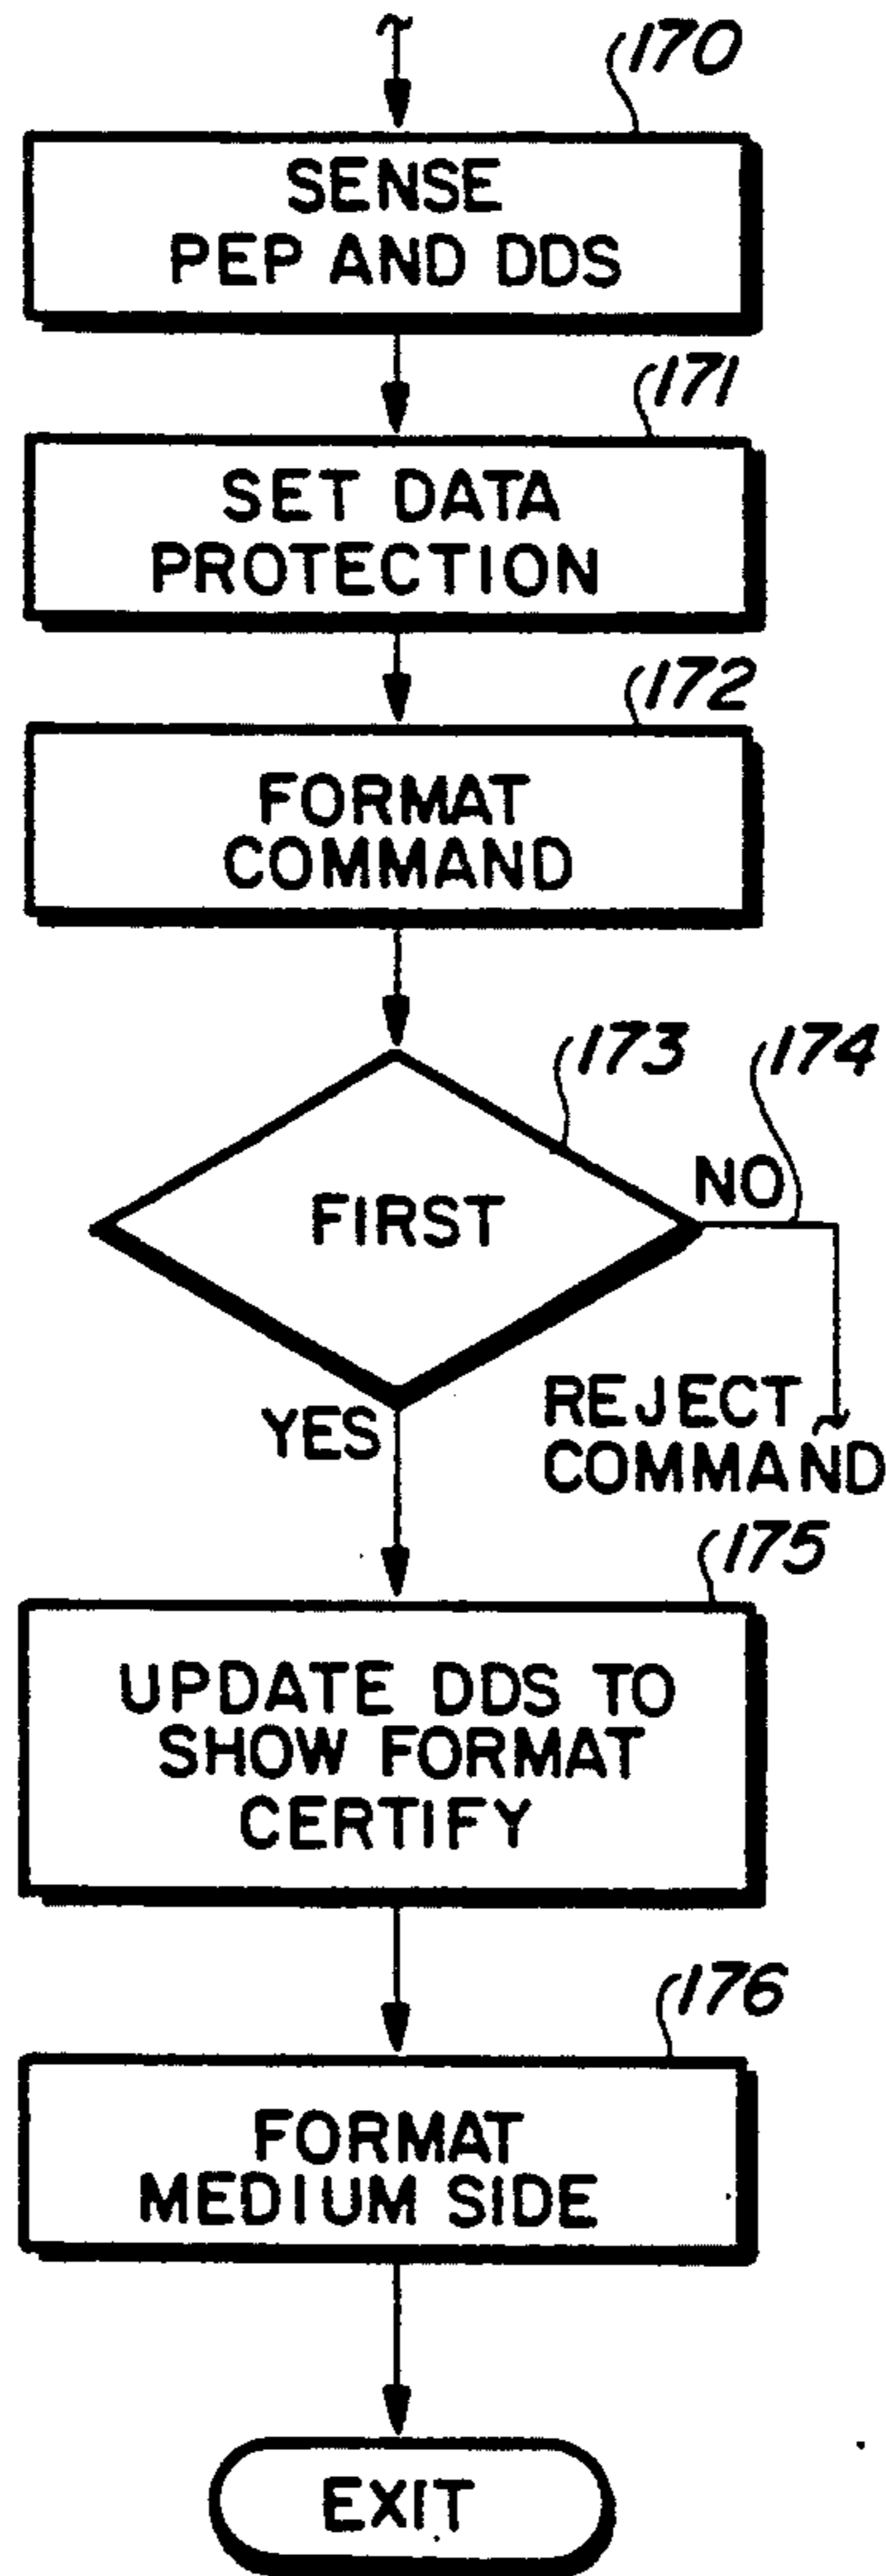 170
SENSE
PEP AND DDS
171
SET DATA
PROTECTION
172
FORMAT
COMMAND
173
174
FIRST
NO
YES
REJECT
COMMAND
175
UPDATE DDS TO
SHOW FORMAT
CERTIFY
176
FORMAT
MEDIUM SIDE
EXIT